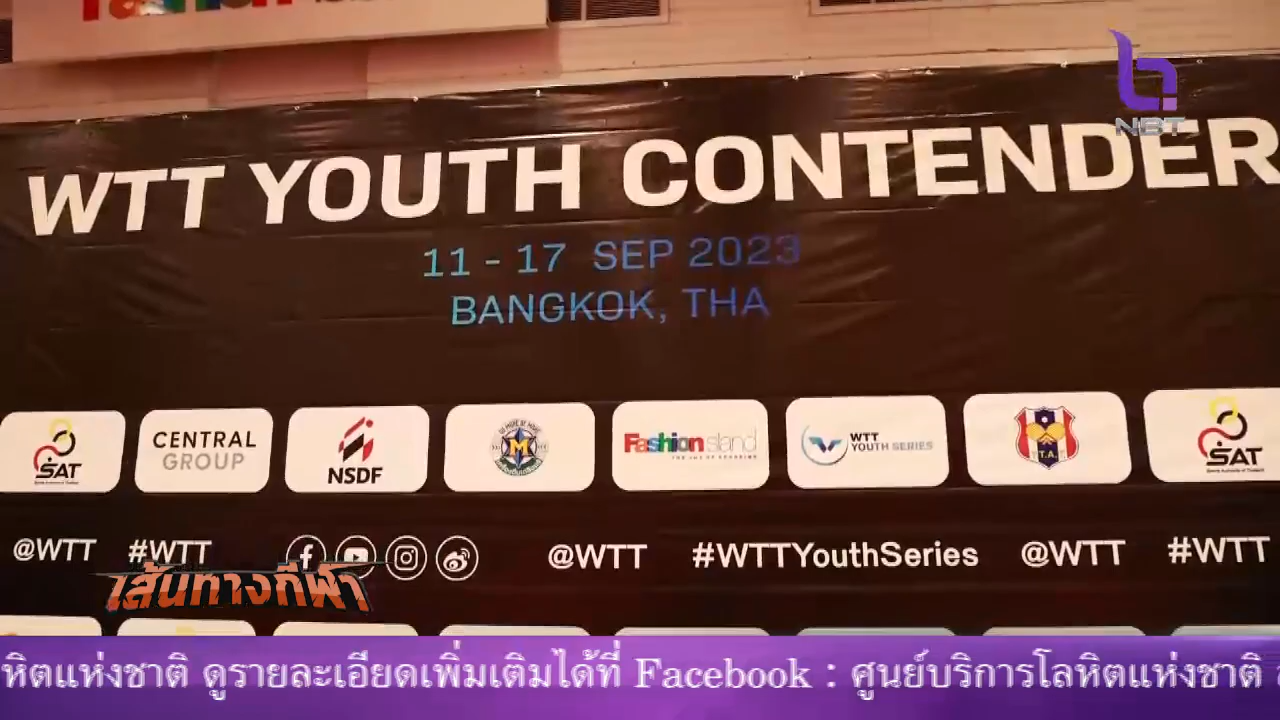 Fashion
NBT
WTT YOUTH CONTENDER
11 - 17 SEP 2023
BANGKOK, THA
SAT
CENTRAL
GROUP
NSDF
M
Fashion Island
WTT
YOUTH SERIES
T.T.A.T
SAT
@WTT #WTT @WTT #WTTYouthSeries @WTT #WTT
เส้นทางกีฬา
หิตแห่งชาติ ดูรายละเอียดเพิ่มเติมได้ที่ Facebook : ศูนย์บริการโลหิตแห่งชาติ